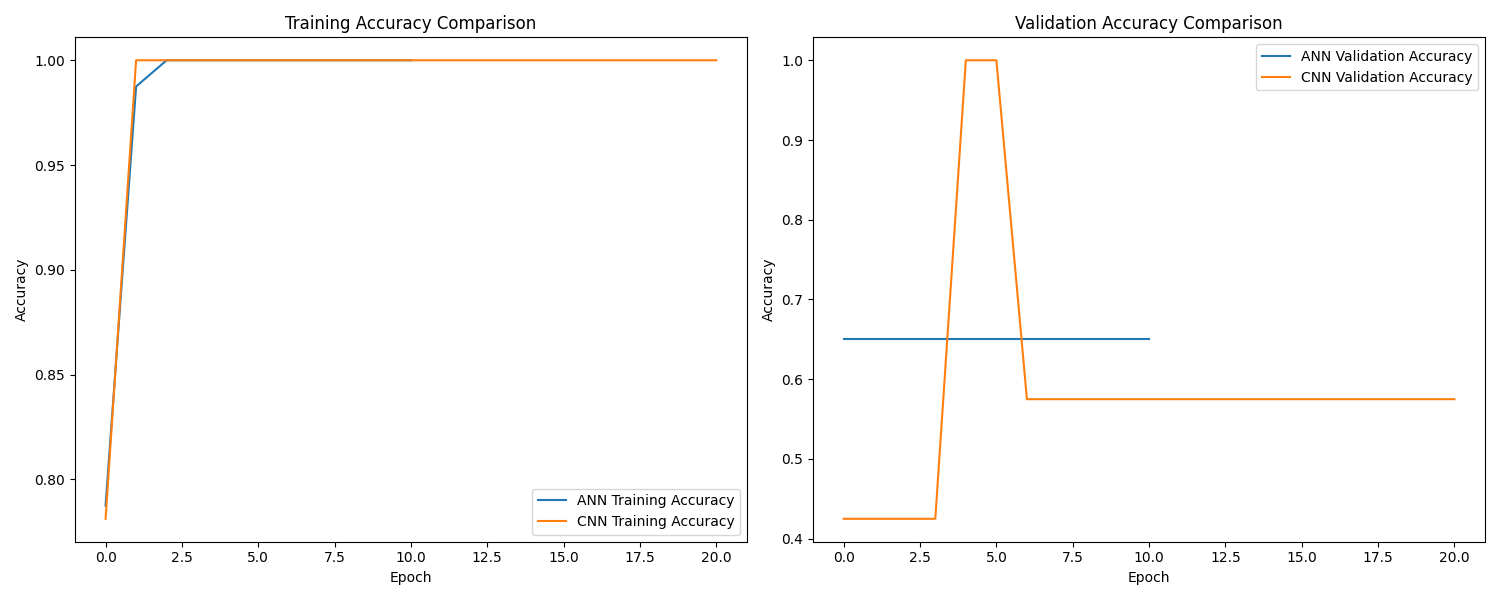 Training Accuracy Comparison
1.00
0.95
0.90
0.85
0.80
Accuracy
ANN Training Accuracy
CNN Training Accuracy
0.0 2.5 5.0 7.5 10.0 12.5 15.0 17.5 20.0
Epoch
Validation Accuracy Comparison
1.0
0.9
0.8
0.7
0.6
0.5
0.4
Accuracy
ANN Validation Accuracy
CNN Validation Accuracy
0.0 2.5 5.0 7.5 10.0 12.5 15.0 17.5 20.0
Epoch